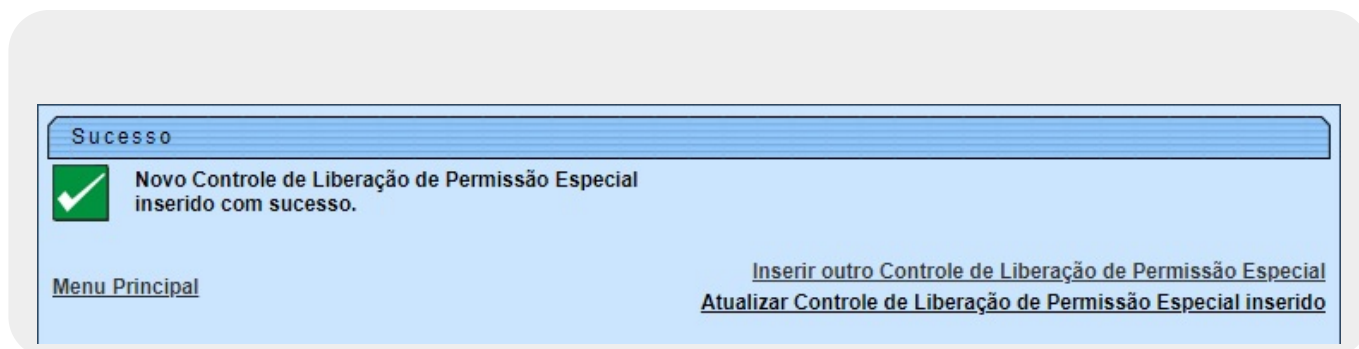 Sucesso
Novo Controle de Liberação de Permissão Especial
inserido com sucesso.
Inserir outro Controle de Liberação de Permissão Especial
Menu Principal
Atualizar Controle de Liberação de Permissão Especial inserido